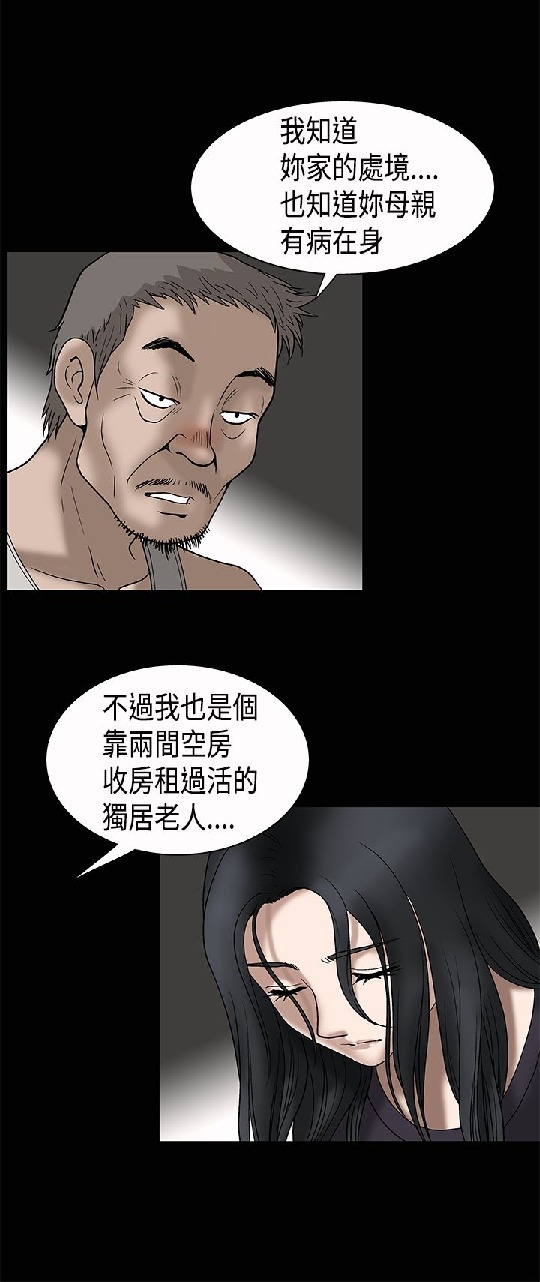 我知道
妳家的處境....
也知道妳母親
有病在身
不過我也是個
靠兩間空房
收房租過活的
獨居老人....